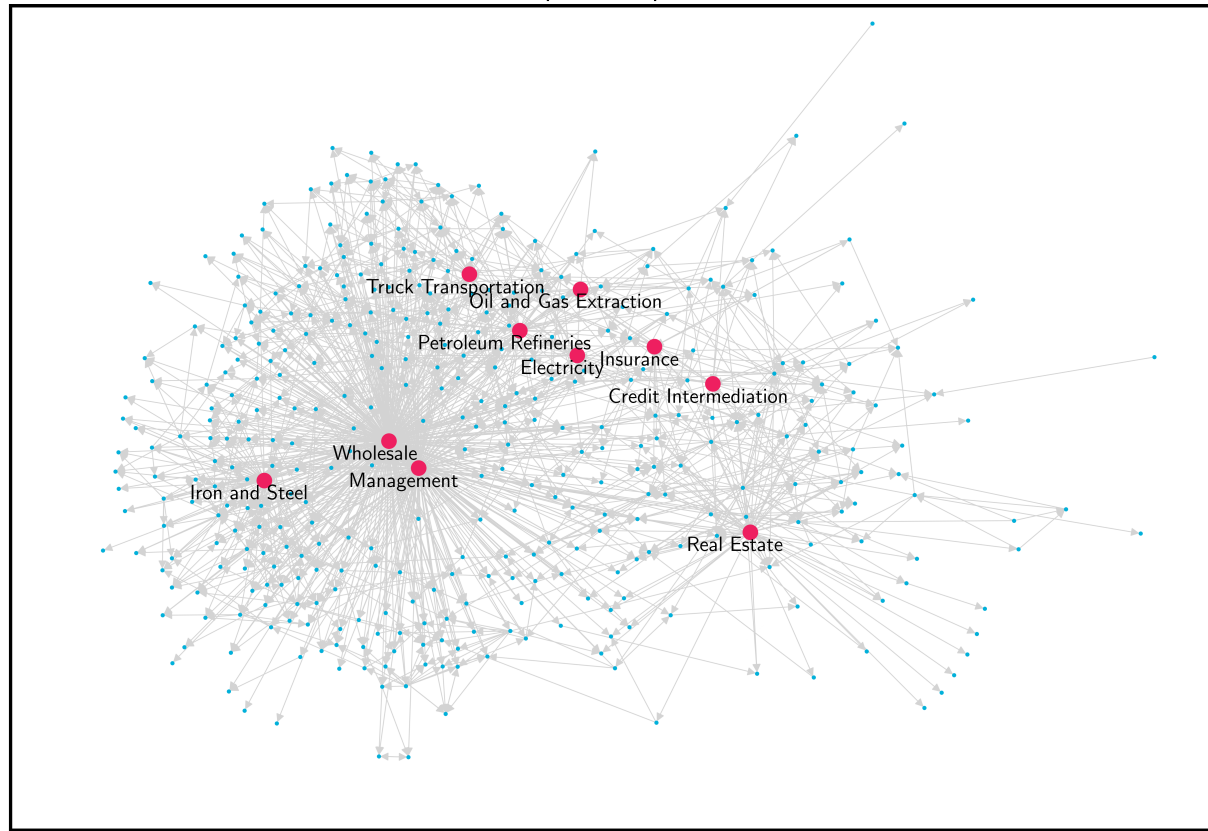 Truck Transportation
Oil and Gas Extraction
Petroleum Refineries
Insurance
Electricity
Credit Intermediation
Wholesale
Management
Iron and Steel
Real Estate